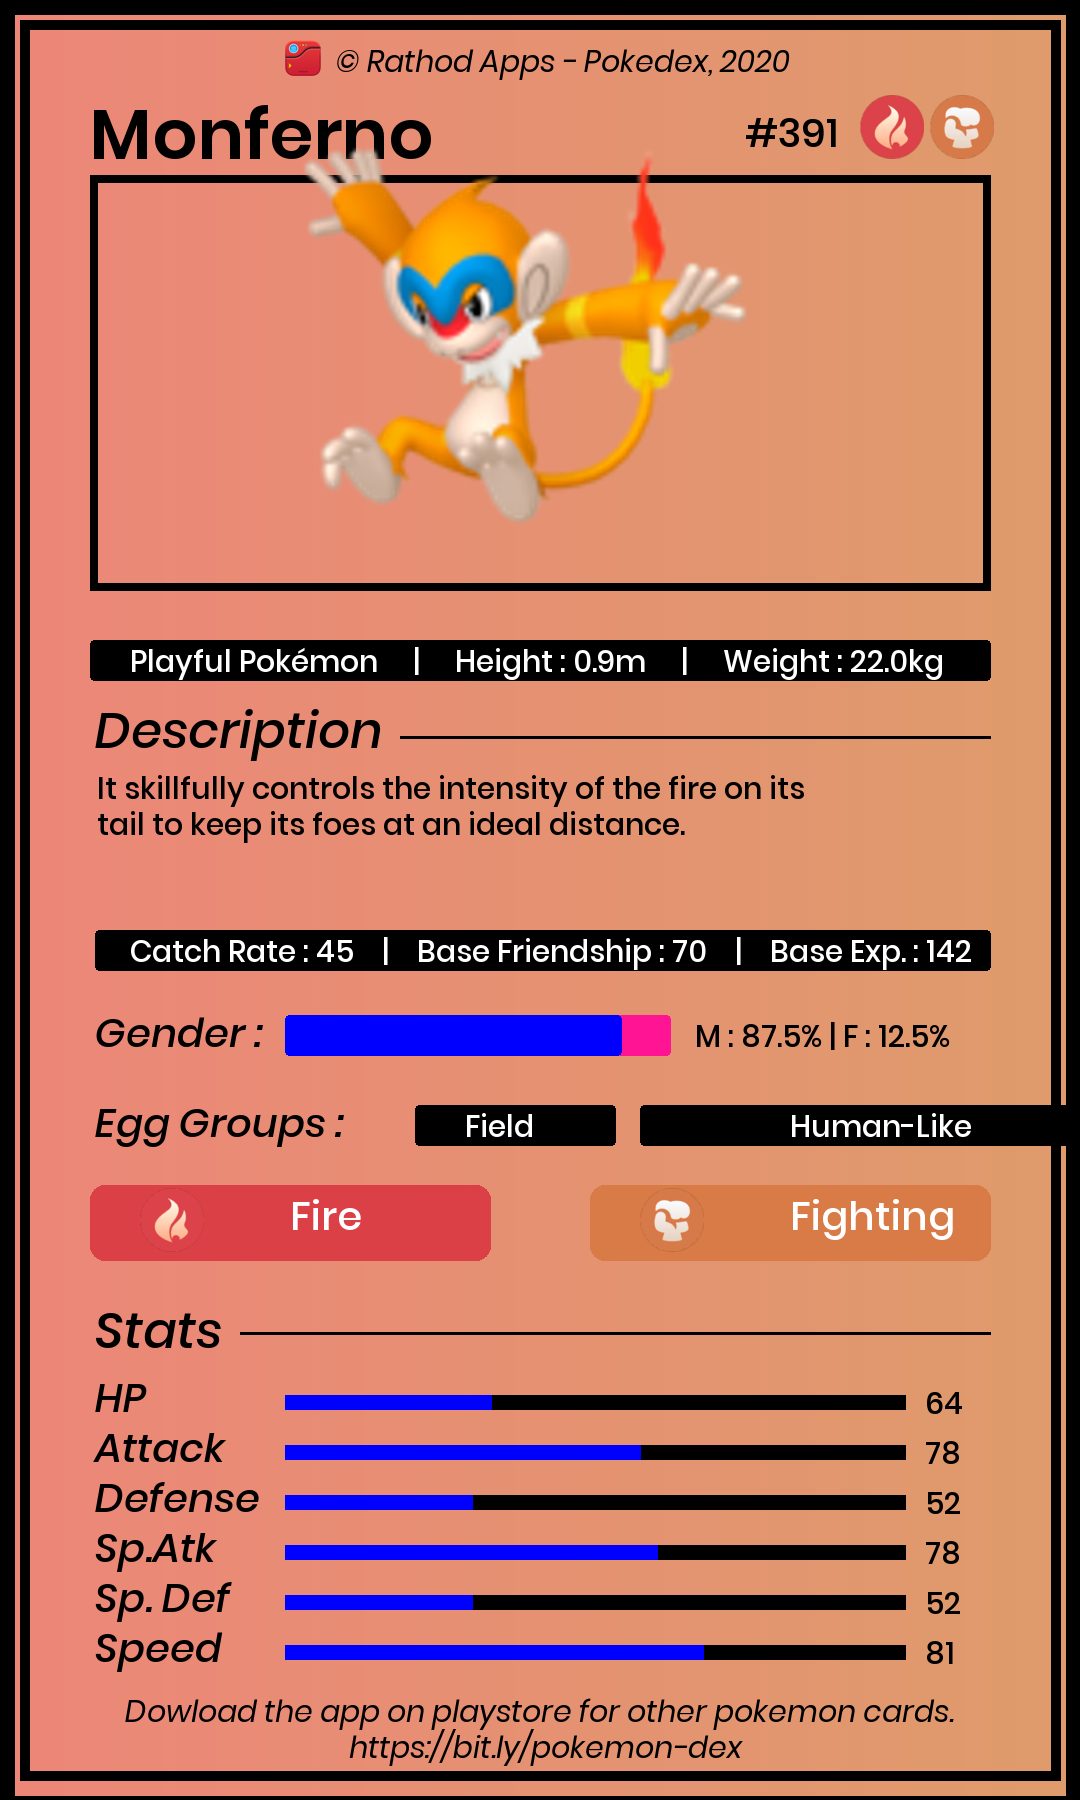 © Rathod Apps - Pokedex, 2020
Monferno #391
Playful Pokémon | Height : 0.9m | Weight : 22.0kg
Description
It skillfully controls the intensity of the fire on its
tail to keep its foes at an ideal distance.
Catch Rate : 45 | Base Friendship : 70 | Base Exp. : 142
Gender : M : 87.5% | F : 12.5%
Egg Groups : Field Human-Like
Fire Fighting
Stats
HP 64
Attack 78
Defense 52
Sp.Atk 78
Sp. Def 52
Speed 81
Dowload the app on playstore for other pokemon cards.
https://bit.ly/pokemon-dex